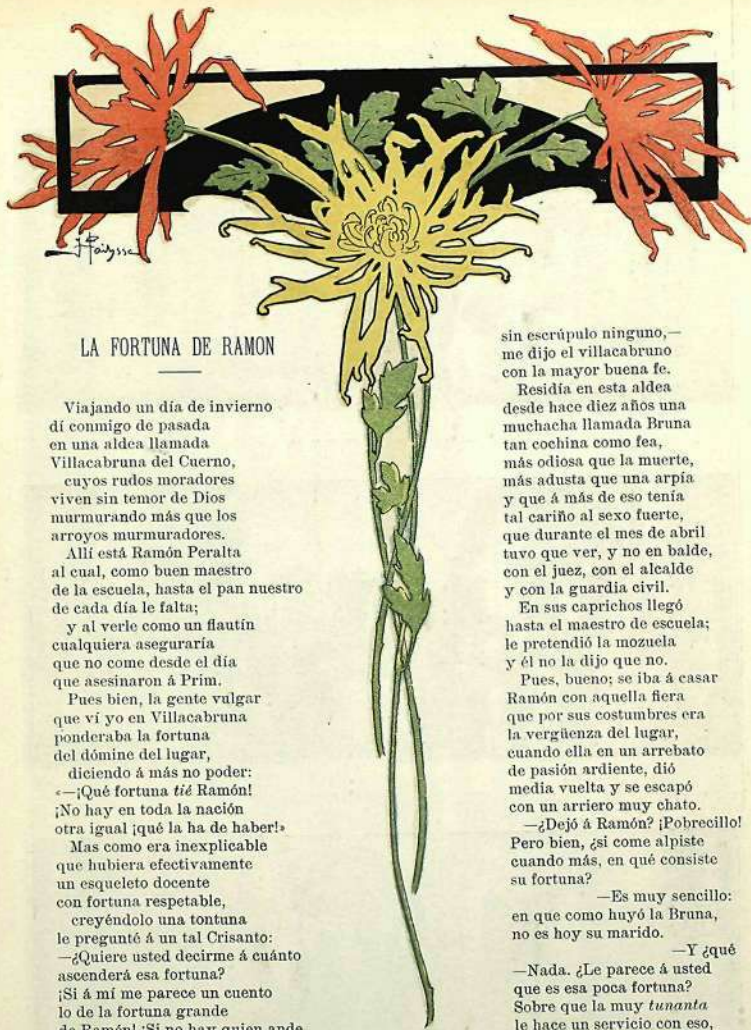 LA FORTUNA DE RAMON
Viajando un día de invierno
dí conmigo de pasada
en una aldea llamada
Villacabruna del Cuerno,
cuyos rudos moradores
viven sin temor de Dios
murmurando más que los
arroyos murmuradores.
Allí está Ramón Peralta
al cual, como buen maestro
de la escuela, hasta el pan nuestro
de cada día le falta;
y al verle como un flautín
cualquiera aseguraría
que no come desde el día
que asesinaron á Prim.
Pues bien, la gente vulgar
que ví yo en Villacabruna
ponderaba la fortuna
del dómine del lugar,
diciendo á más no poder:
«—¡Qué fortuna tié Ramón!
¡No hay en toda la nación
otra igual ¡qué la ha de haber!»
Mas como era inexplicable
que hubiera efectivamente
un esqueleto docente
con fortuna respetable,
creyéndolo una tontuna
le pregunté á un tal Crisanto:
—¿Quiere usted decirme á cuánto
ascenderá esa fortuna?
¡Si á mí me parece un cuento
lo de la fortuna grande
de Ramón! ¡Si no hay quien ande
sin escrúpulo ninguno,—
me dijo el villacabruno
con la mayor buena fe.
Residía en esta aldea
desde hace diez años una
muchacha llamada Bruna
tan cochina como fea,
más odiosa que la muerte,
más adusta que una arpía
y que á más de eso tenía
tal cariño al sexo fuerte,
que durante el mes de abril
tuvo que ver, y no en balde,
con el juez, con el alcalde
y con la guardia civil.
En sus caprichos llegó
hasta el maestro de escuela;
le pretendió la mozuela
y él no la dijo que no.
Pues, bueno; se iba á casar
Ramón con aquella fiera
que por sus costumbres era
la vergüenza del lugar,
cuando ella en un arrebato
de pasión ardiente, dió
media vuelta y se escapó
con un arriero muy chato.
—¿Dejó á Ramón? ¡Pobrecillo!
Pero bien, ¿si come alpiste
cuando más, en qué consiste
su fortuna?
—Es muy sencillo:
en que como huyó la Bruna,
no es hoy su marido.
—Y ¿qué
—Nada. ¿Le parece á usted
que es esa poca fortuna?
Sobre que la muy tunanta
le hace un servicio con eso,